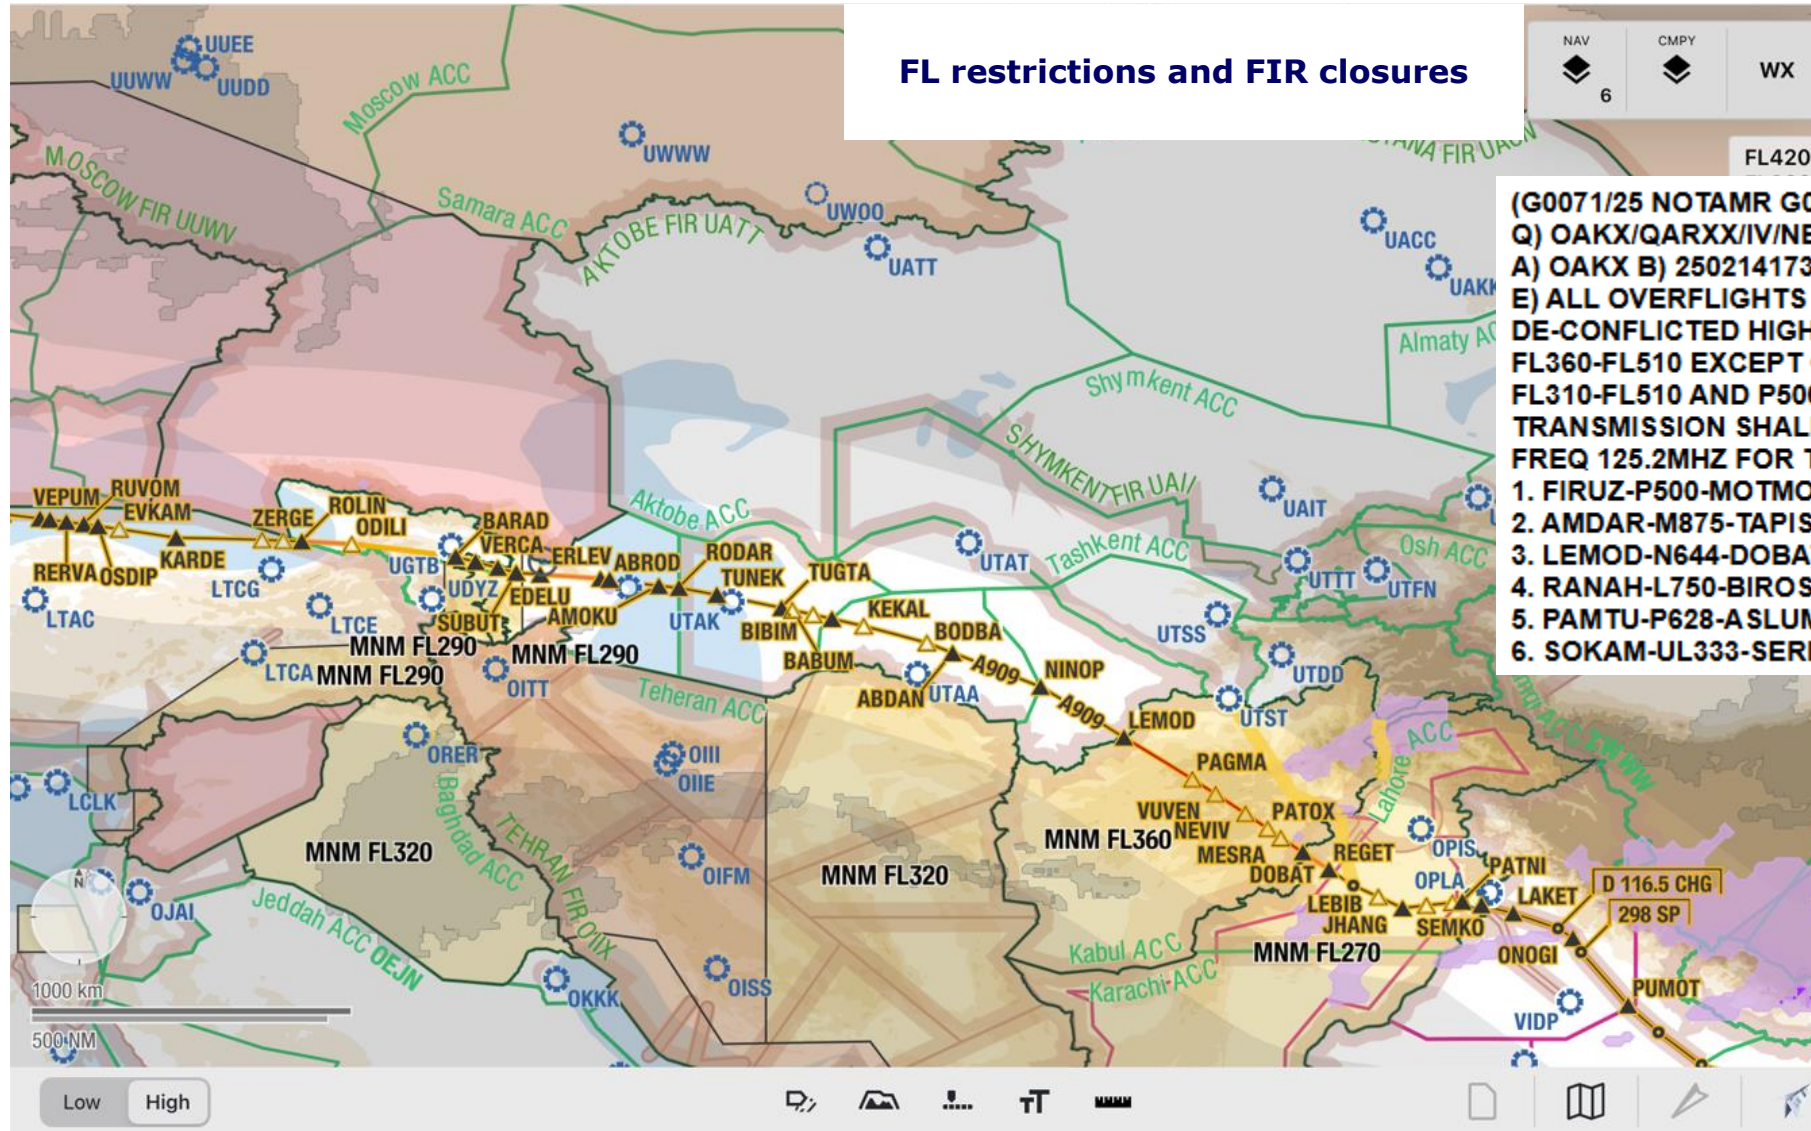 FL restrictions and FIR closures
NAV
6
CMPY
WX
FL420
(G0071/25 NOTAMR G0
Q) OAKX/QARXX/IV/NB
A) OAKX B) 250214173
E) ALL OVERFLIGHTS
DE-CONFLICTED HIGH
FL360-FL510 EXCEPT
FL310-FL510 AND P500
TRANSMISSION SHAL
FREQ 125.2MHZ FOR T
1. FIRUZ-P500-MOTMO
2. AMDAR-M875-TAPIS
3. LEMOD-N644-DOBAT
4. RANAH-L750-BIROS
5. PAMTU-P628-ASLUM
6. SOKAM-UL333-SER
UUEE
UUWW
UUDD
Moscow ACC
UWWW
MOSCOW FIR UUWV
Samara ACC
AKTOBE FIR UATT
UWOO
UATT
UACC
UAKK
Almaty AC
Shymkent ACC
SHYMKENT FIR UAII
UAIT
Aktobe ACC
Tashkent ACC
Osh ACC
UTAT
UTTT
UTFN
VEPUM
RUVOM
EVKAM
RERVA
OSDIP
KARDE
ZERGE
ROLIN
ODILI
BARAD
VERCA
ERLEV
ABROD
RODAR
TUNEK
TUGTA
LTAC
LTCG
LTCE
UGTB
UDYZ
SUBUT
EDELU
AMOKU
UTAK
BIBIM
BABUM
KEKAL
BODBA
ABDAN
UTAA
A909
NINOP
A909
LEMOD
UTSS
UTDD
UTST
LTCA
MNM FL290
MNM FL290
MNM FL290
OITT
Teheran ACC
ORER
OIII
OIIE
LCLK
Baghdad ACC
TEHRAN FIR OIIX
MNM FL320
MNM FL320
OIFM
MNM FL360
PAGMA
VUVEN
NEVIV
PATOX
MESRA
DOBAT
REGET
Lahore ACC
OPIS
OPLA
PATNI
LAKET
D 116.5 CHG
298 SP
LEBIB
JHANG
SEMKO
ONOGI
PUMOT
MNM FL270
Kabul ACC
Karachi ACC
VIDP
N
OJAI
Jeddah ACC OEJN
OKKK
OISS
1000 km
500 NM
Low
High
TT